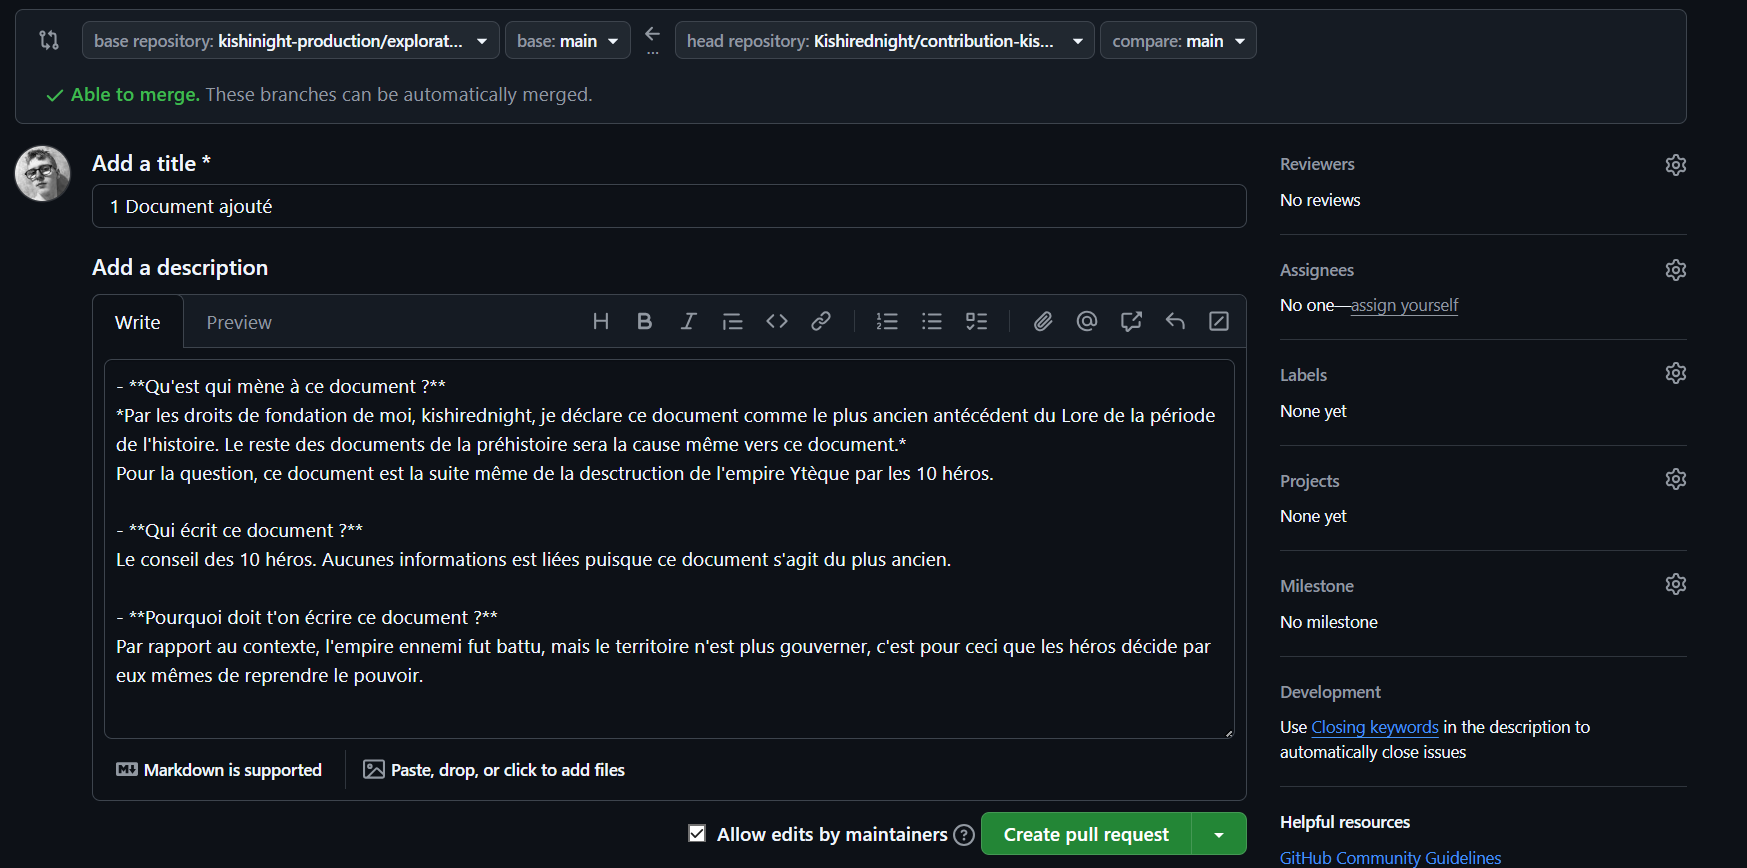 base repository: kishinight-production/explorat...
base: main
...
head repository: Kishirednight/contribution-kis...
compare: main
Able to merge. These branches can be automatically merged.
Add a title *
1 Document ajouté
Add a description
Write
Preview
- **Qu'est qui mène à ce document ?**
*Par les droits de fondation de moi, kishirednight, je déclare ce document comme le plus ancien antécédent du Lore de la période
de l'histoire. Le reste des documents de la préhistoire sera la cause même vers ce document.*
Pour la question, ce document est la suite même de la desctruction de l'empire Ytèque par les 10 héros.
- **Qui écrit ce document ?**
Le conseil des 10 héros. Aucunes informations est liées puisque ce document s'agit du plus ancien.
- **Pourquoi doit t'on écrire ce document ?**
Par rapport au contexte, l'empire ennemi fut battu, mais le territoire n'est plus gouverner, c'est pour ceci que les héros décide par
eux mêmes de reprendre le pouvoir.
Markdown is supported
Paste, drop, or click to add files
Allow edits by maintainers
Create pull request
Reviewers
No reviews
Assignees
No one—assign yourself
Labels
None yet
Projects
None yet
Milestone
No milestone
Development
Use Closing keywords in the description to
automatically close issues
Helpful resources
GitHub Community Guidelines